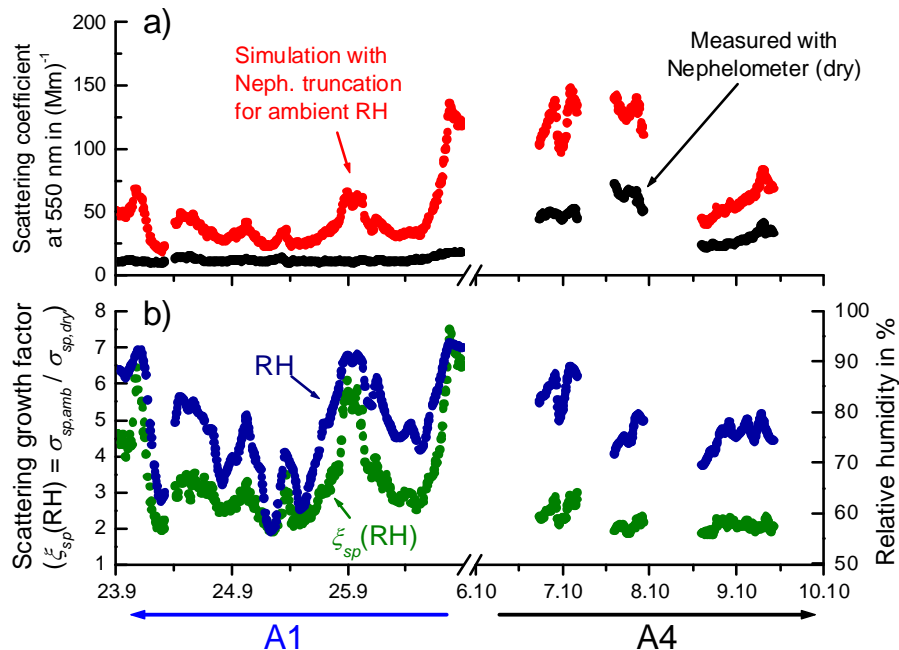 a)
200
150
100
50
0
Scattering coefficient
at 550 nm in (Mm)⁻¹
Simulation with
Neph. truncation
for ambient RH
Measured with
Nephelometer (dry)
b)
8
7
6
5
4
3
2
1
Scattering growth factor
(ξsp(RH) = σsp,amb / σsp,dry)
RH
ξsp(RH)
100
90
80
70
60
50
Relative humidity in %
23.9 24.9 25.9 6.10 7.10 8.10 9.10 10.10
A1 A4